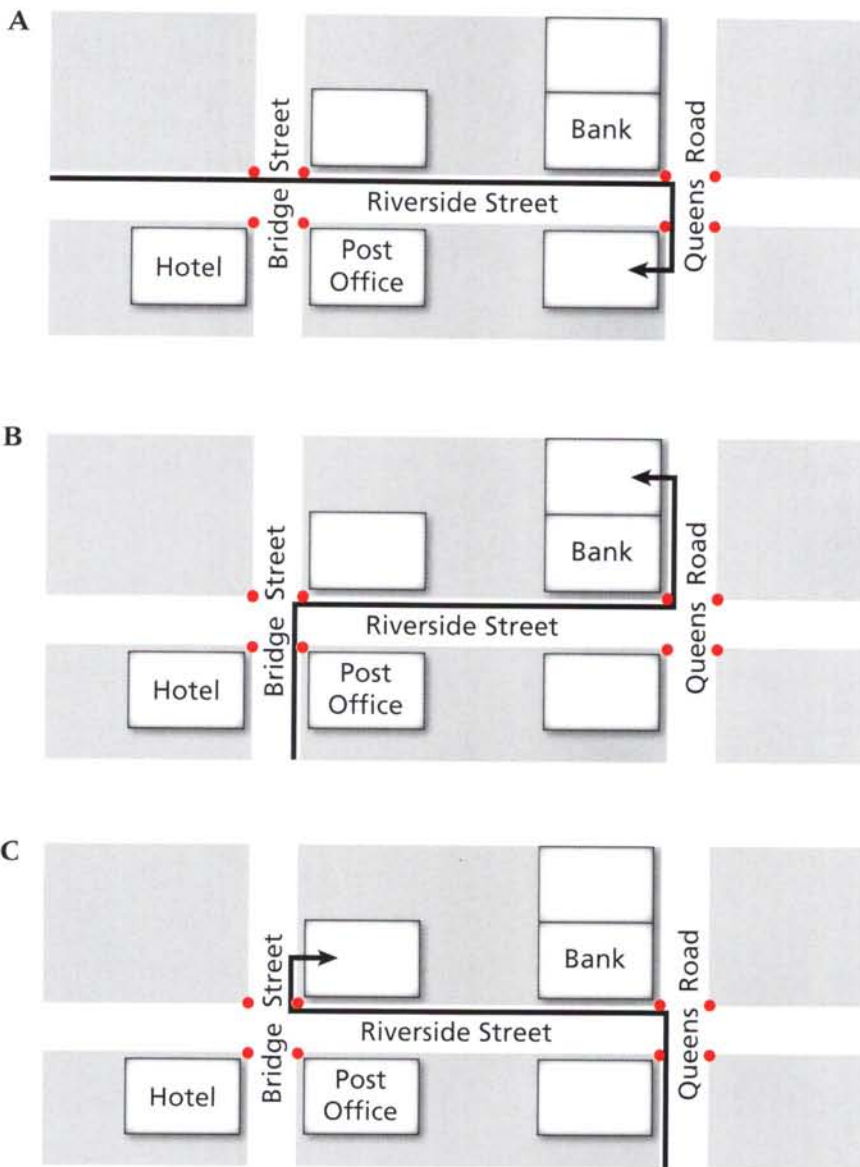 A
Bank
Bridge Street
Queens Road
Riverside Street
Hotel
Post
Office
B
Bank
Bridge Street
Queens Road
Riverside Street
Hotel
Post
Office
C
Bank
Bridge Street
Queens Road
Riverside Street
Hotel
Post
Office